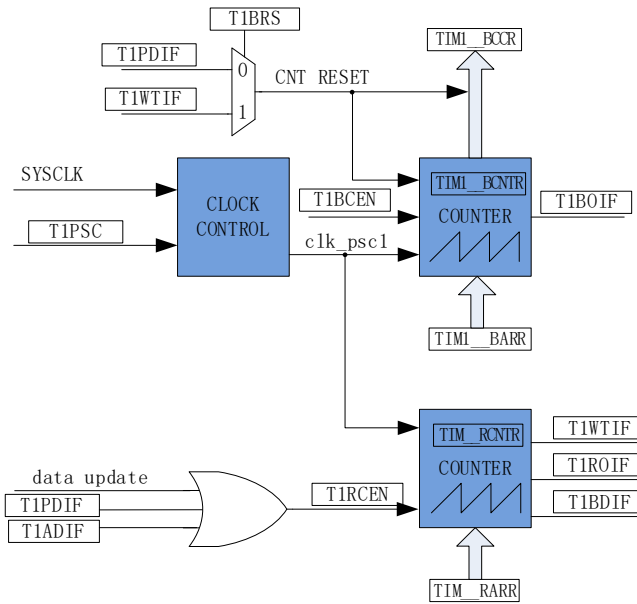 T1BRS
TIM1__BCCR
T1PDIF
0
CNT RESET
T1WTIF
1
SYSCLK
CLOCK
CONTROL
TIM1__BCNTR
T1BCEN
T1BOIF
COUNTER
T1PSC
clk_psc1
TIM1__BARR
TIM__RCNTR
T1WTIF
COUNTER
T1ROIF
data update
T1RCEN
T1BDIF
T1PDIF
T1ADIF
TIM__RARR